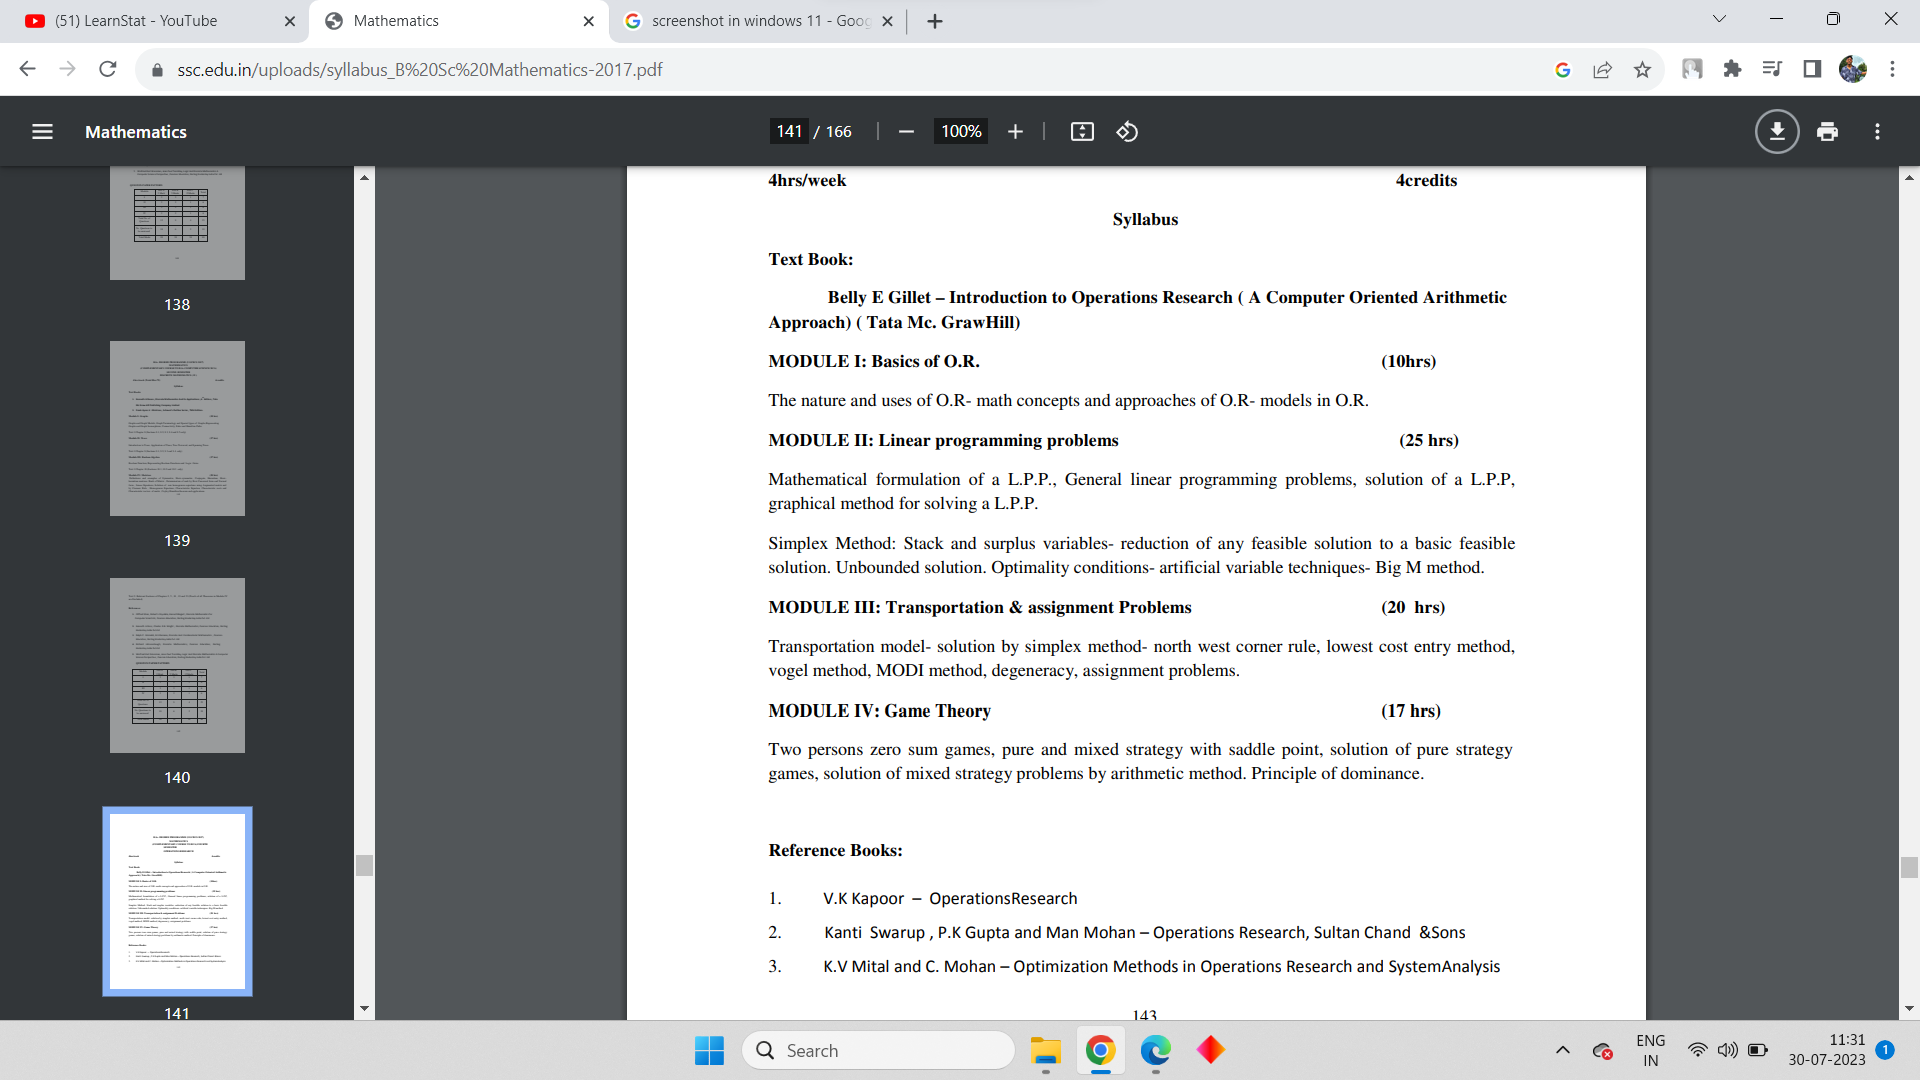 (51) LearnStat - YouTube
Mathematics
screenshot in windows 11 - Goog
ssc.edu.in/uploads/syllabus_B%20Sc%20Mathematics-2017.pdf
Mathematics
141 / 166
100%
138
139
140
141
4hrs/week 4credits
Syllabus
Text Book:
Belly E Gillet – Introduction to Operations Research ( A Computer Oriented Arithmetic
Approach) ( Tata Mc. GrawHill)
MODULE I: Basics of O.R. (10hrs)
The nature and uses of O.R- math concepts and approaches of O.R- models in O.R.
MODULE II: Linear programming problems (25 hrs)
Mathematical formulation of a L.P.P., General linear programming problems, solution of a L.P.P,
graphical method for solving a L.P.P.
Simplex Method: Stack and surplus variables- reduction of any feasible solution to a basic feasible
solution. Unbounded solution. Optimality conditions- artificial variable techniques- Big M method.
MODULE III: Transportation & assignment Problems (20 hrs)
Transportation model- solution by simplex method- north west corner rule, lowest cost entry method,
vogel method, MODI method, degeneracy, assignment problems.
MODULE IV: Game Theory (17 hrs)
Two persons zero sum games, pure and mixed strategy with saddle point, solution of pure strategy
games, solution of mixed strategy problems by arithmetic method. Principle of dominance.
Reference Books:
1. V.K Kapoor – OperationsResearch
2. Kanti Swarup , P.K Gupta and Man Mohan – Operations Research, Sultan Chand &Sons
3. K.V Mital and C. Mohan – Optimization Methods in Operations Research and SystemAnalysis
143
Search
ENG
IN
11:31
30-07-2023
1